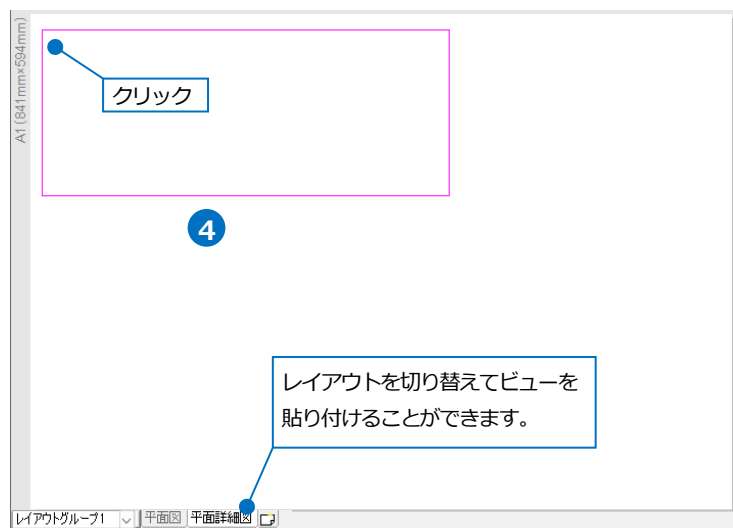 A1 (841mm×594mm)
クリック
4
レイアウトを切り替えてビューを
貼り付けることができます。
レイアウトグループ1 平面図 平面詳細図